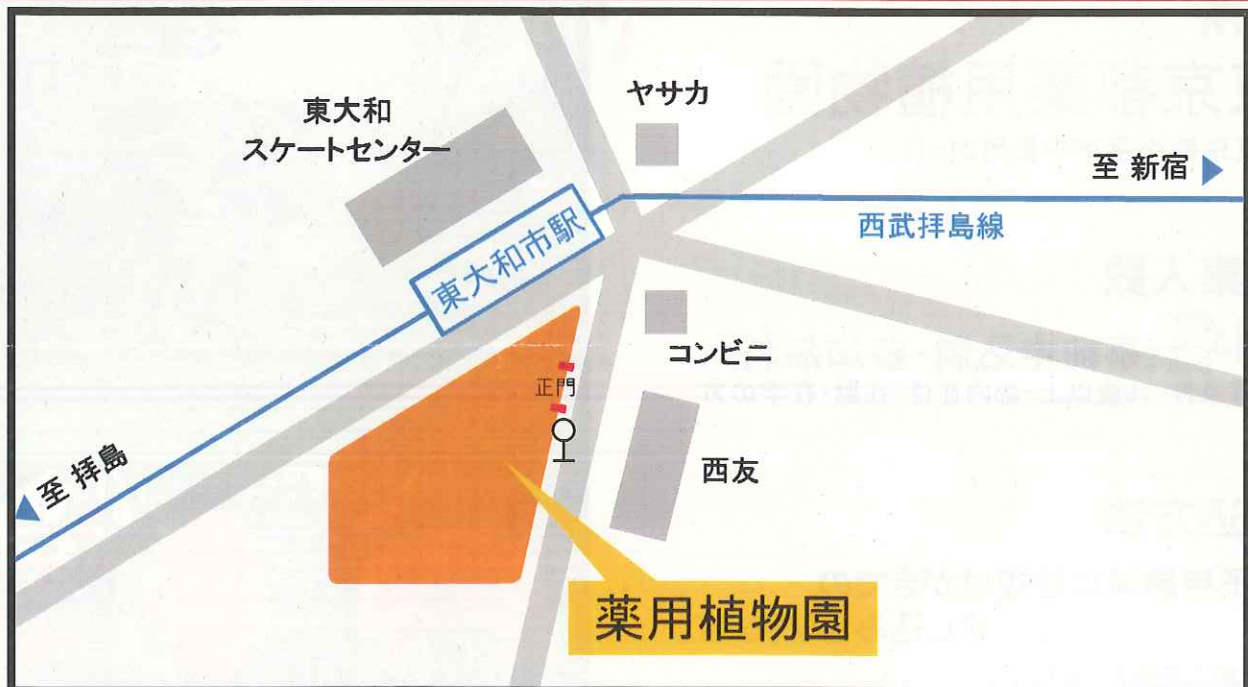 東大和
スケートセンター
ヤサカ
至 新宿
西武拝島線
東大和市駅
コンビニ
正門
西友
至 拝島
薬用植物園